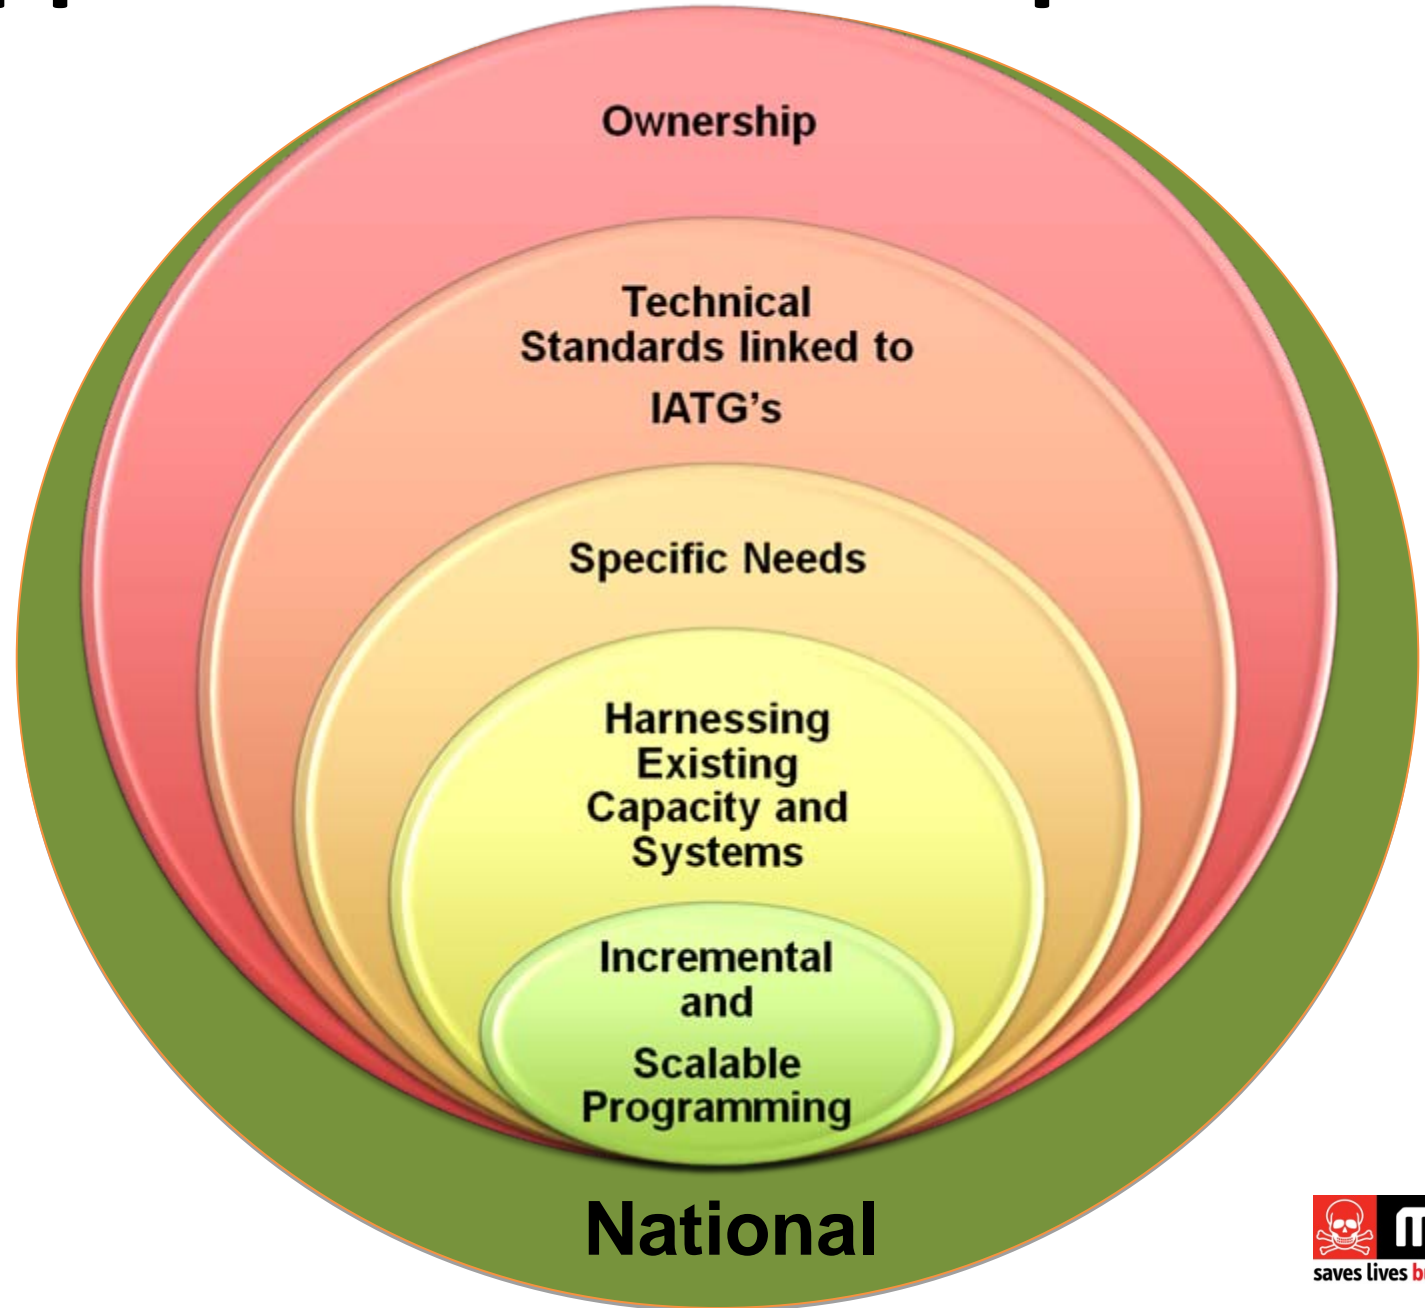 Ownership
Technical
Standards linked to
IATG’s
Specific Needs
Harnessing
Existing
Capacity and
Systems
Incremental
and
Scalable
Programming
National
saves lives